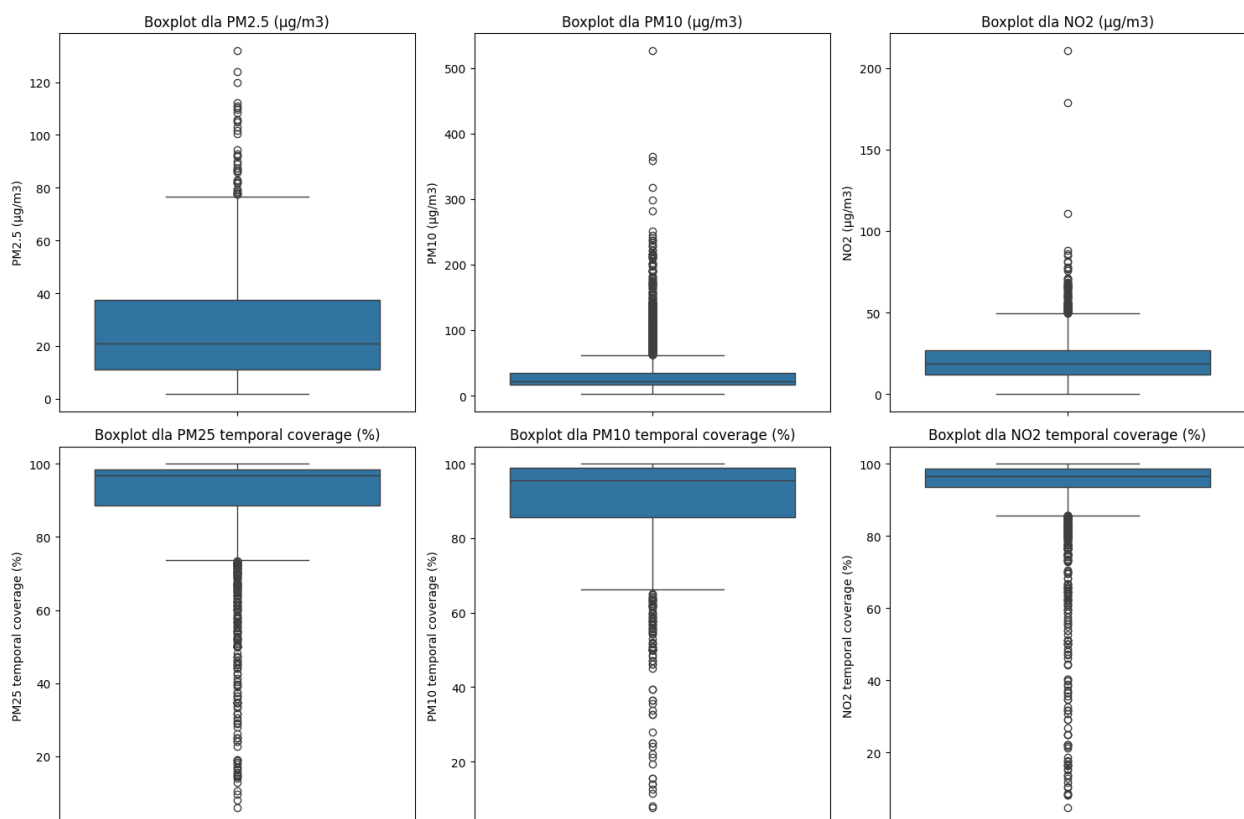 Boxplot dla PM2.5 (µg/m3)
PM2.5 (µg/m3)
120
100
80
60
40
20
0
Boxplot dla PM10 (µg/m3)
PM10 (µg/m3)
500
400
300
200
100
0
Boxplot dla NO2 (µg/m3)
NO2 (µg/m3)
200
150
100
50
0
Boxplot dla PM25 temporal coverage (%)
PM25 temporal coverage (%)
100
80
60
40
20
Boxplot dla PM10 temporal coverage (%)
PM10 temporal coverage (%)
100
80
60
40
20
Boxplot dla NO2 temporal coverage (%)
NO2 temporal coverage (%)
100
80
60
40
20